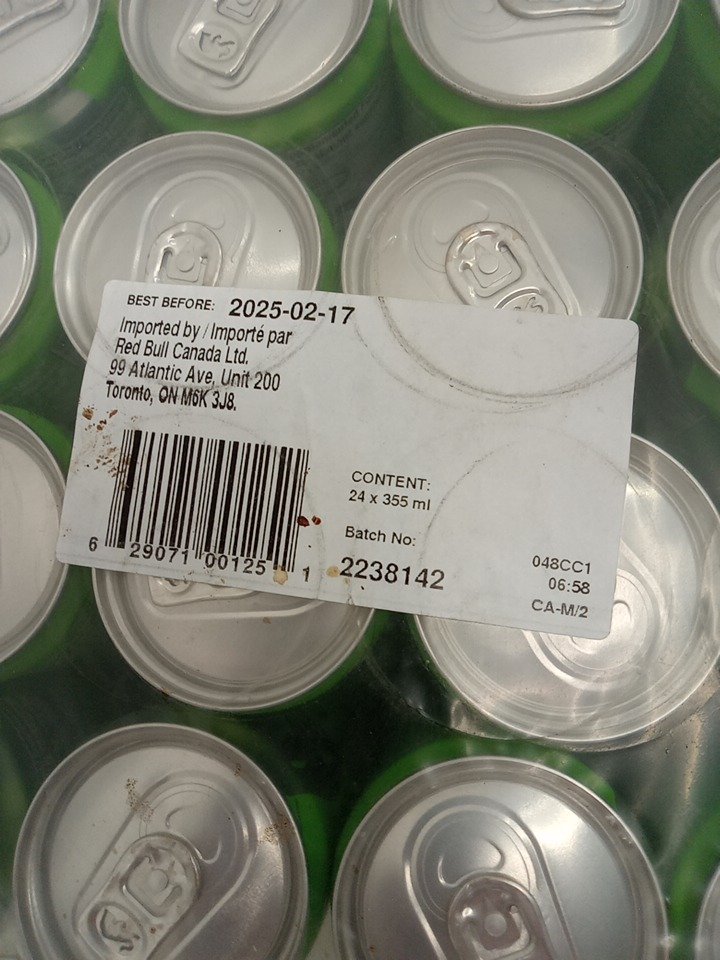 BEST BEFORE: 2025-02-17
Imported by / Importé par
Red Bull Canada Ltd.
99 Atlantic Ave, Unit 200
Toronto, ON M6K 3J8.
6 29071 00125 1
CONTENT:
24 x 355 ml
Batch No:
2238142
048CC1
06:58
CA-M/2